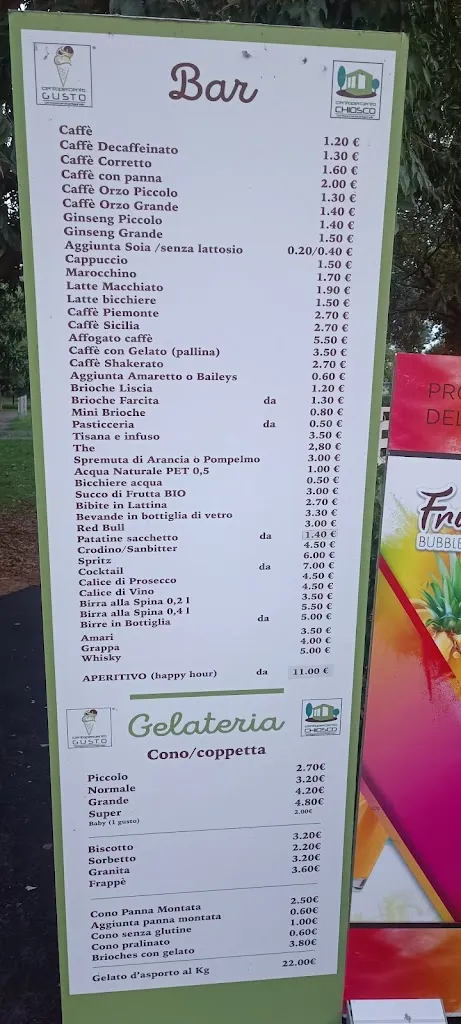 centopercento
GUSTO
Bar
centopercento
CHIOSCO
Caffè 1.20 €
Caffè Decaffeinato 1.30 €
Caffè Corretto 1.60 €
Caffè con panna 2.00 €
Caffè Orzo Piccolo 1.30 €
Caffè Orzo Grande 1.40 €
Ginseng Piccolo 1.40 €
Ginseng Grande 1.50 €
Aggiunta Soia /senza lattosio 0.20/0.40 €
Cappuccio 1.50 €
Marocchino 1.70 €
Latte Macchiato 1.90 €
Latte bicchiere 1.50 €
Caffè Piemonte 2.70 €
Caffè Sicilia 2.70 €
Affogato caffè 5.50 €
Caffè con Gelato (pallina) 3.50 €
Caffè Shakerato 2.70 €
Aggiunta Amaretto o Baileys 0.60 €
Brioche Liscia 1.20 €
Brioche Farcita da 1.30 €
Mini Brioche 0.80 €
Pasticceria da 0.50 €
Tisana e infuso 3.50 €
The 2,80 €
Spremuta di Arancia o Pompelmo 3.00 €
Acqua Naturale PET 0,5 1.00 €
Bicchiere acqua 0.50 €
Succo di Frutta BIO 3.00 €
Bibite in Lattina 2.70 €
Bevande in bottiglia di vetro 3.30 €
Red Bull 3.00 €
Patatine sacchetto da 1.40 €
Crodino/Sanbitter 4.50 €
Spritz 6.00 €
Cocktail da 7.00 €
Calice di Prosecco 4.50 €
Calice di Vino 4.50 €
Birra alla Spina 0,2 l 3.50 €
Birra alla Spina 0,4 l 5.50 €
Birre in Bottiglia da 5.00 €
Amari 3.50 €
Grappa 4.00 €
Whisky 5.00 €
APERITIVO (happy hour) da 11.00 €
centopercento
GUSTO
Gelateria
centopercento
CHIOSCO
Cono/coppetta
Piccolo 2.70€
Normale 3.20€
Grande 4.20€
Super 4.80€
Baby (1 gusto) 2.00€
Biscotto 3.20€
Sorbetto 2.20€
Granita 3.20€
Frappè 3.60€
Cono Panna Montata 2.50€
Aggiunta panna montata 0.60€
Cono senza glutine 1.00€
Cono pralinato 0.60€
Brioches con gelato 3.80€
Gelato d'asporto al Kg 22.00€
PRO
DEL
Fru
BUBBLE